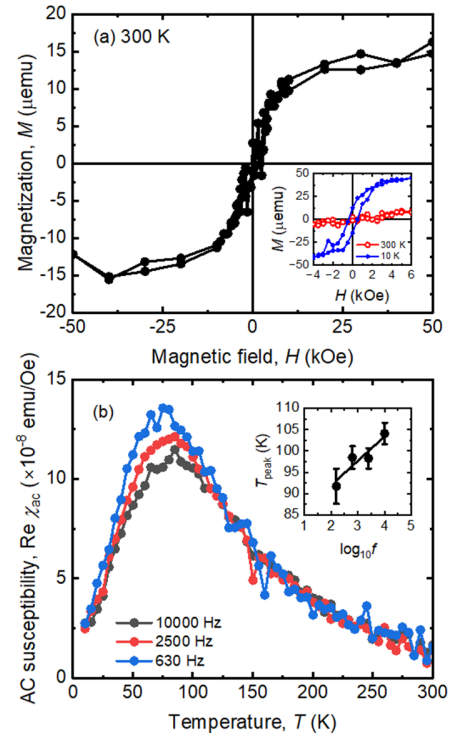 (a) 300 K
Magnetization, M (μemu)
20
15
10
5
0
-5
-10
-15
-20
-50 -40 -30 -20 -10 0 10 20 30 40 50
Magnetic field, H (kOe)
M (μemu)
50
25
0
-25
-50
300 K
10 K
-4 -2 0 2 4 6
H (kOe)
(b)
AC susceptibility, Re χac (×10⁻⁸ emu/Oe)
15
10
5
0
10000 Hz
2500 Hz
630 Hz
0 50 100 150 200 250 300
Temperature, T (K)
Tpeak (K)
110
105
100
95
90
85
1 2 3 4 5
log10f